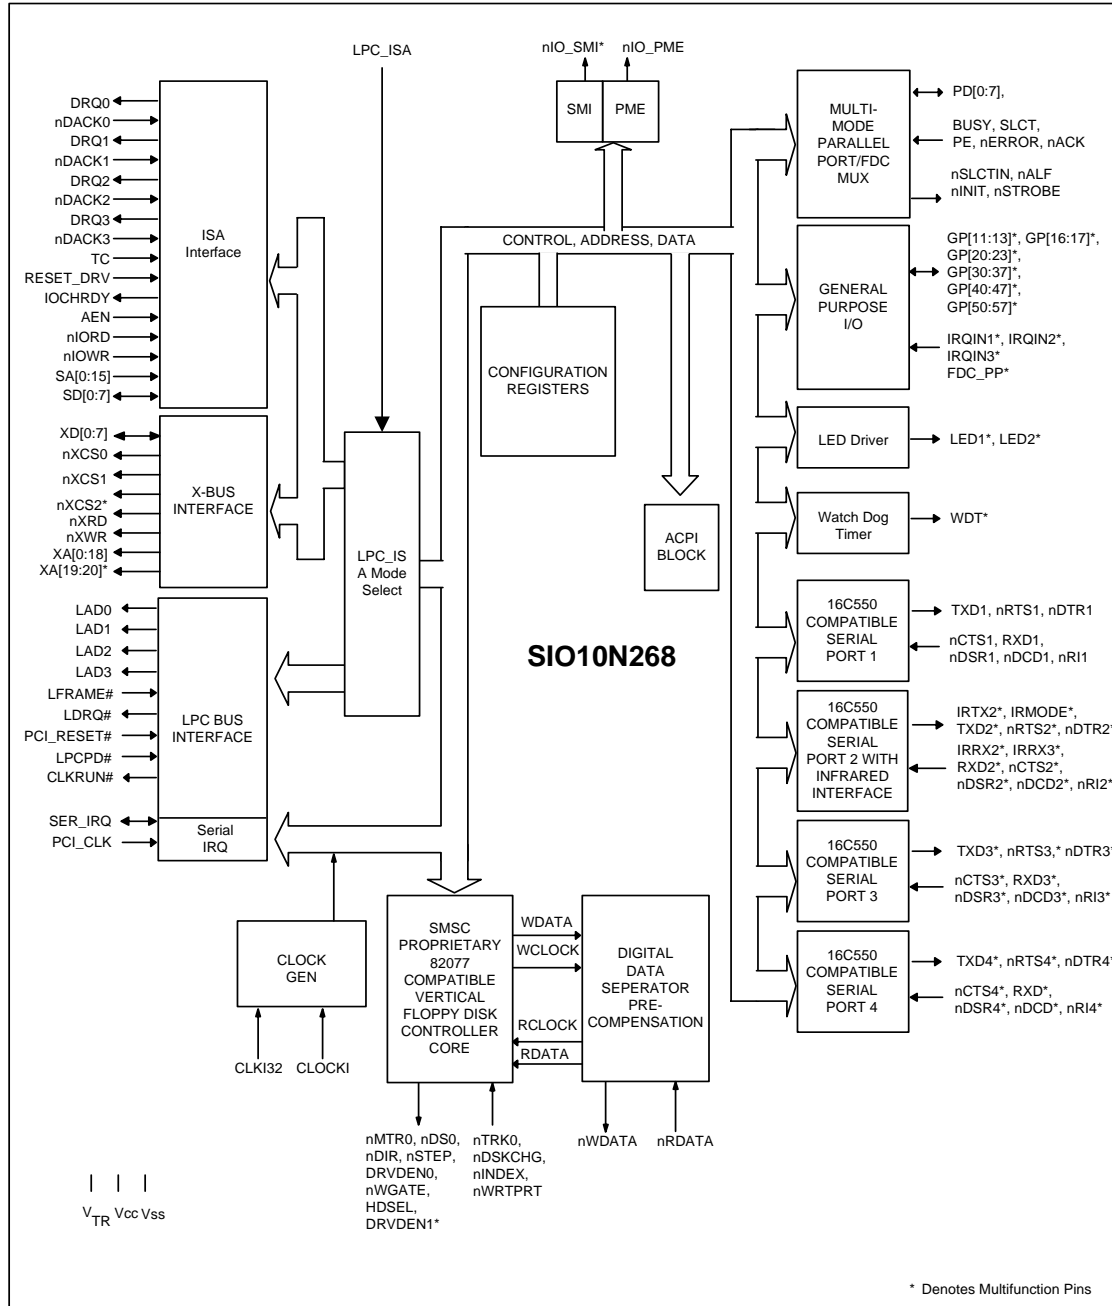 LPC_ISA
nIO_SMI*
nIO_PME
SMI
PME
DRQ0
nDACK0
DRQ1
nDACK1
DRQ2
nDACK2
DRQ3
nDACK3
TC
RESET_DRV
IOCHRDY
AEN
nIORD
nIOWR
SA[0:15]
SD[0:7]
ISA
Interface
XD[0:7]
nXCS0
nXCS1
nXCS2*
nXRD
nXWR
XA[0:18]
XA[19:20]*
X-BUS
INTERFACE
LAD0
LAD1
LAD2
LAD3
LFRAME#
LDRQ#
PCI_RESET#
LPCPD#
CLKRUN#
SER_IRQ
PCI_CLK
LPC BUS
INTERFACE
Serial
IRQ
LPC_IS
A Mode
Select
CONTROL, ADDRESS, DATA
CONFIGURATION
REGISTERS
ACPI
BLOCK
SIO10N268
CLOCK
GEN
CLKI32
CLOCKI
SMSC
PROPRIETARY
82077
COMPATIBLE
VERTICAL
FLOPPY DISK
CONTROLLER
CORE
WDATA
WCLOCK
RCLOCK
RDATA
DIGITAL
DATA
SEPERATOR
PRE-
COMPENSATION
nMTR0, nDS0,
nDIR, nSTEP,
DRVDEN0,
nWGATE,
HDSEL,
DRVDEN1*
nTRK0,
nDSKCHG,
nINDEX,
nWRTPRT
nWDATA
nRDATA
MULTI-
MODE
PARALLEL
PORT/FDC
MUX
PD[0:7],
BUSY, SLCT,
PE, nERROR, nACK
nSLCTIN, nALF
nINIT, nSTROBE
GENERAL
PURPOSE
I/O
GP[11:13]*, GP[16:17]*,
GP[20:23]*,
GP[30:37]*,
GP[40:47]*,
GP[50:57]*
IRQIN1*, IRQIN2*,
IRQIN3*
FDC_PP*
LED Driver
LED1*, LED2*
Watch Dog
Timer
WDT*
16C550
COMPATIBLE
SERIAL
PORT 1
TXD1, nRTS1, nDTR1
nCTS1, RXD1,
nDSR1, nDCD1, nRI1
16C550
COMPATIBLE
SERIAL
PORT 2 WITH
INFRARED
INTERFACE
IRTX2*, IRMODE*,
TXD2*, nRTS2*, nDTR2*
IRRX2*, IRRX3*,
RXD2*, nCTS2*,
nDSR2*, nDCD2*, nRI2*
16C550
COMPATIBLE
SERIAL
PORT 3
TXD3*, nRTS3,* nDTR3*
nCTS3*, RXD3*,
nDSR3*, nDCD3*, nRI3*
16C550
COMPATIBLE
SERIAL
PORT 4
TXD4*, nRTS4*, nDTR4*
nCTS4*, RXD*,
nDSR4*, nDCD*, nRI4*
VTR Vcc Vss
* Denotes Multifunction Pins